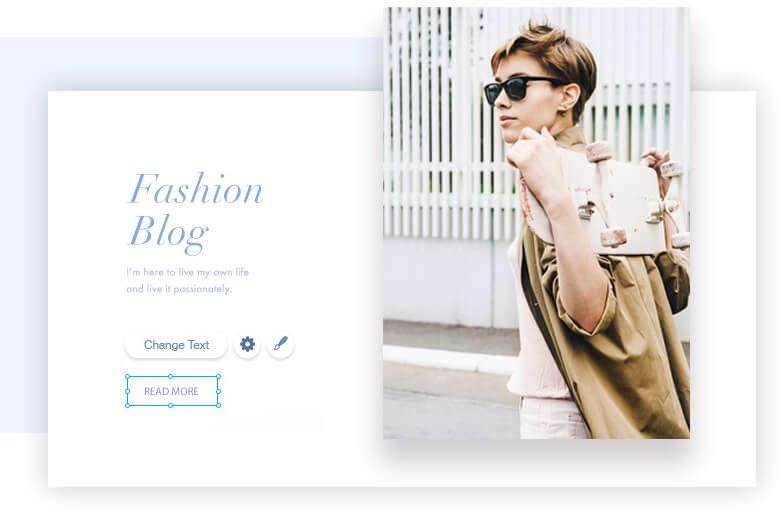 Fashion
Blog
I'm here to live my own life
and live it passionately.
Change Text
READ MORE